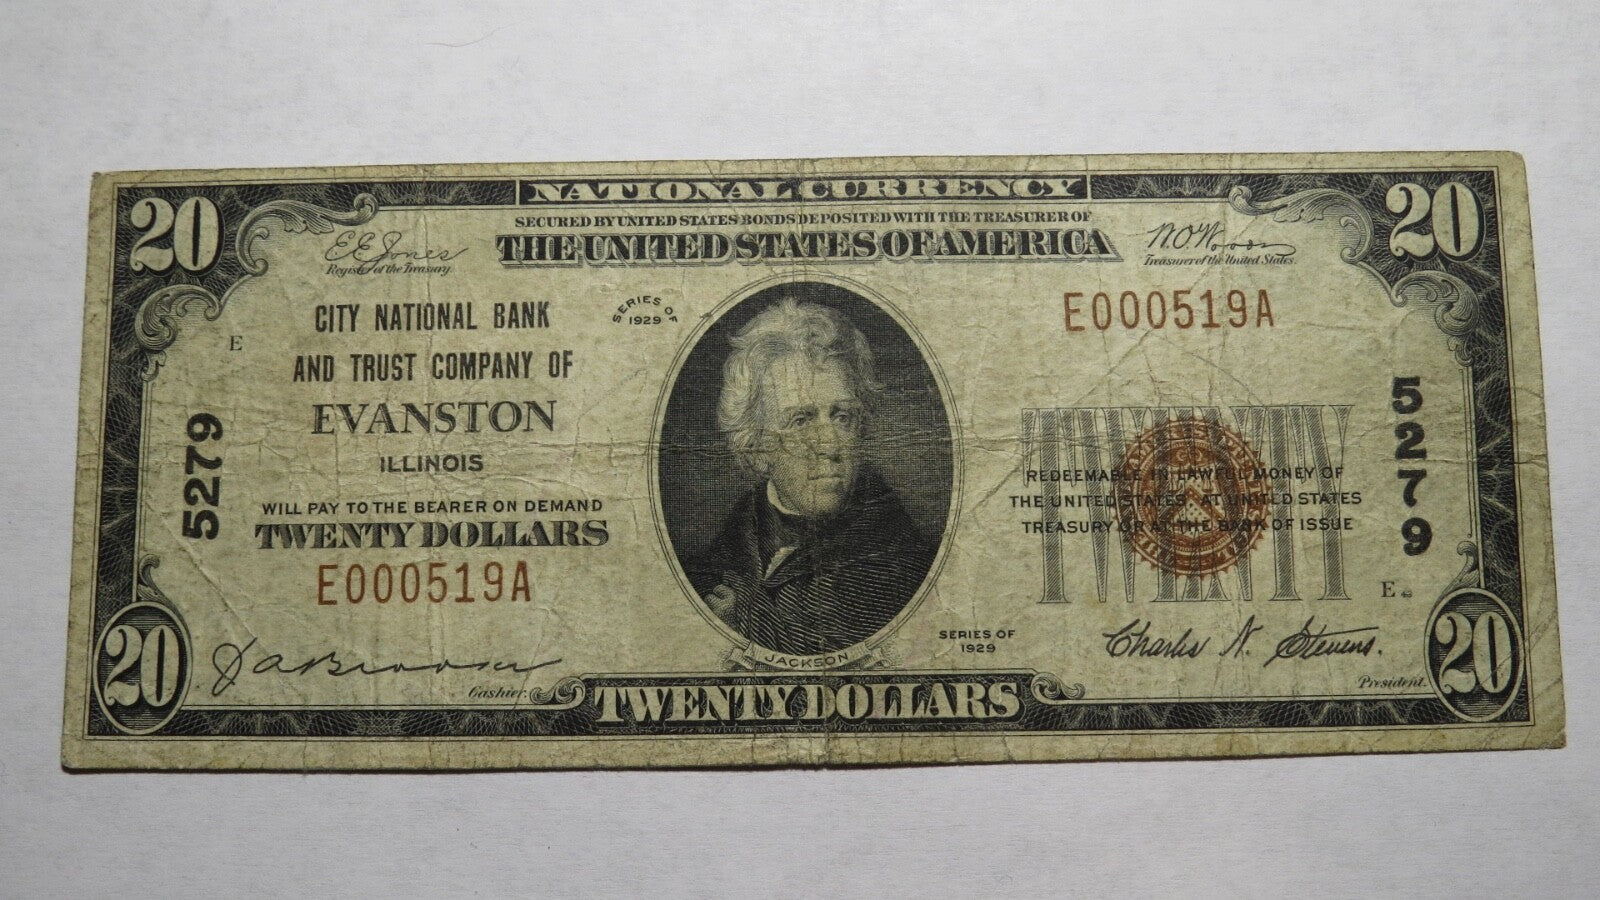 NATIONAL CURRENCY
SECURED BY UNITED STATES BONDS DEPOSITED WITH THE TREASURER OF
THE UNITED STATES OF AMERICA
20
20
E. E. Jones
Register of the Treasury
W. O. Woods
Treasurer of the United States.
SERIES OF
1929
E000519A
CITY NATIONAL BANK
AND TRUST COMPANY OF
EVANSTON
ILLINOIS
E
5279
5279
WILL PAY TO THE BEARER ON DEMAND
TWENTY DOLLARS
E000519A
TWENTY
REDEEMABLE IN LAWFUL MONEY OF
THE UNITED STATES AT UNITED STATES
TREASURY OR AT THE BANK OF ISSUE
E
JACKSON
SERIES OF
1929
Cashier.
Charles N. Stevens.
President.
20
TWENTY DOLLARS
20